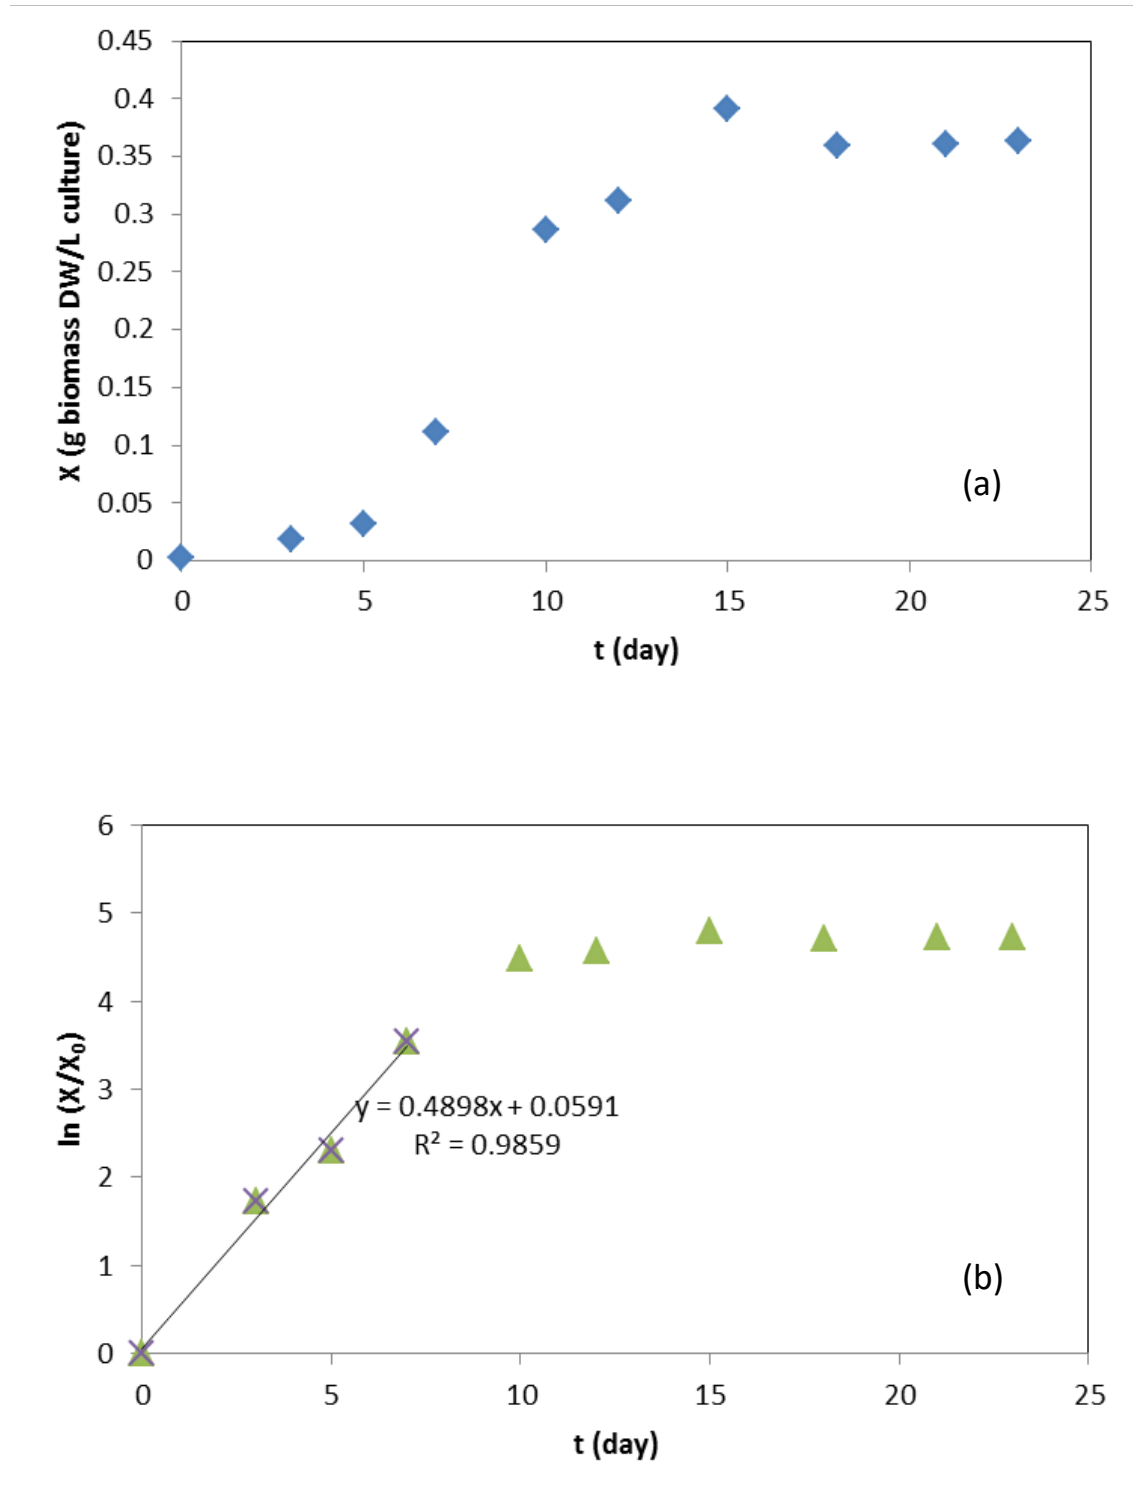 0.45
0.4
0.35
0.3
0.25
0.2
0.15
0.1
0.05
0
X (g biomass DW/L culture)
(a)
0 5 10 15 20 25
t (day)
6
5
4
3
2
1
0
ln (X/X₀)
y = 0.4898x + 0.0591
R² = 0.9859
(b)
0 5 10 15 20 25
t (day)